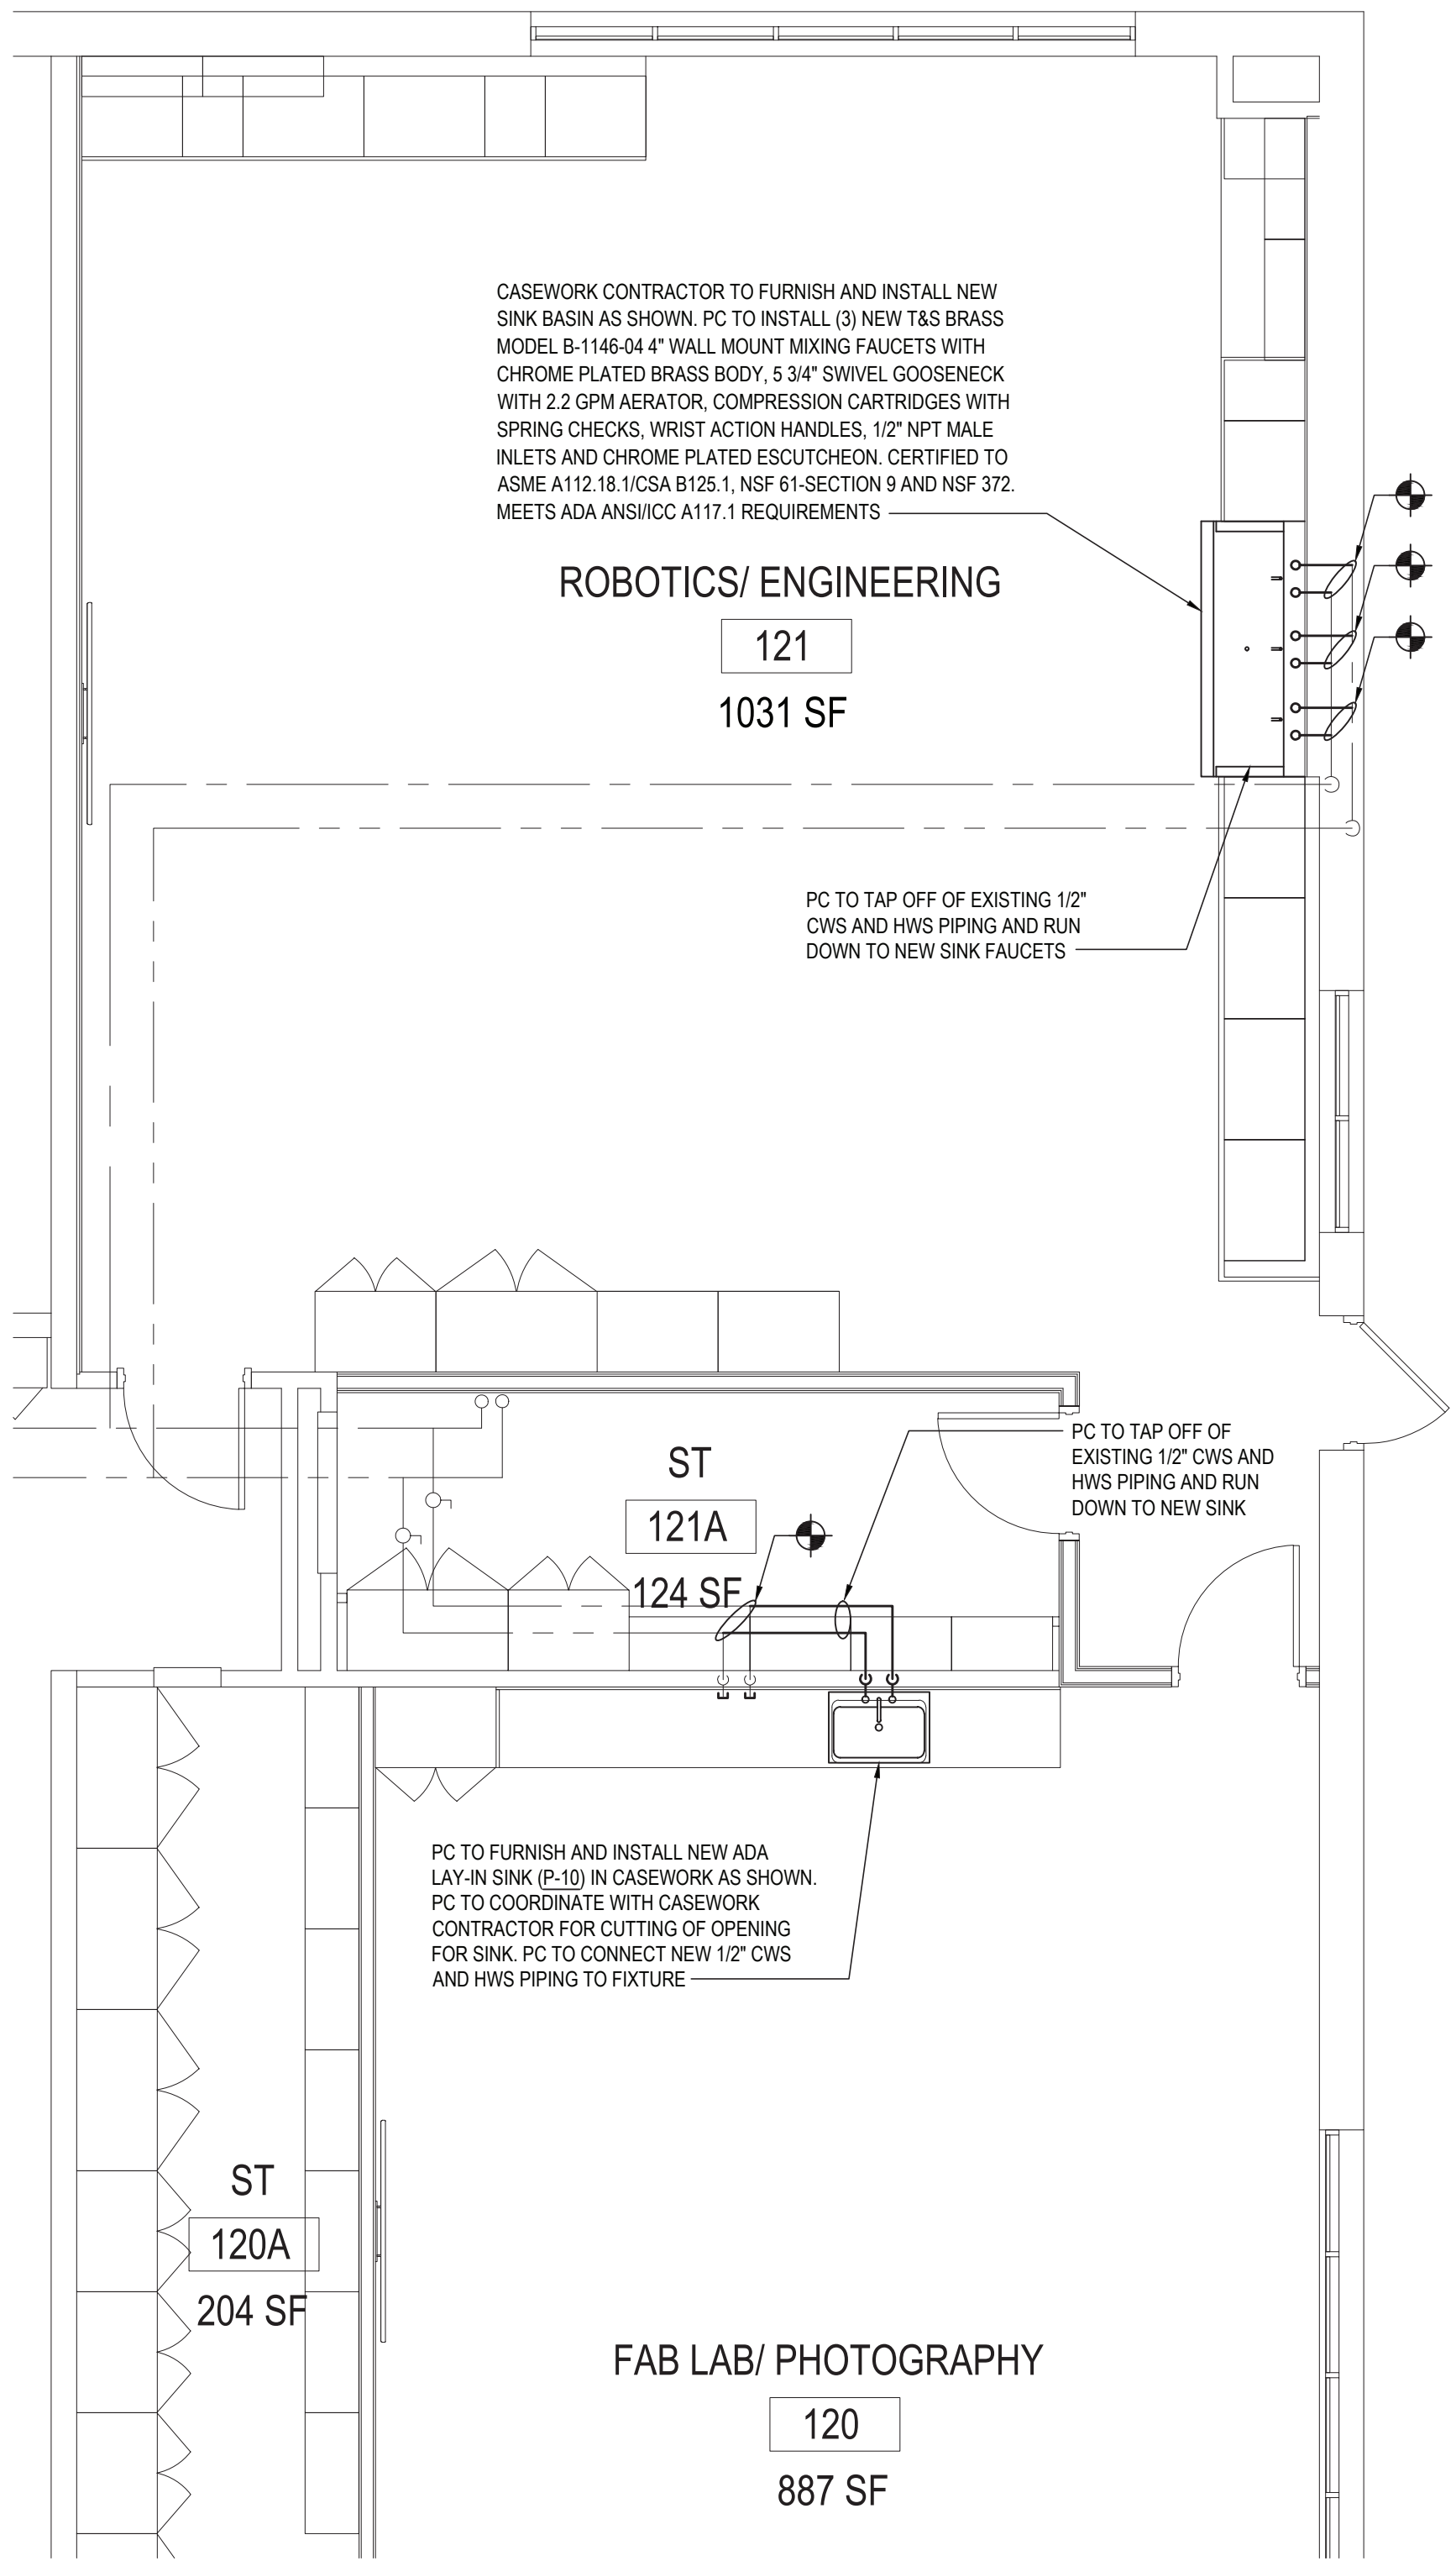 CASEWORK CONTRACTOR TO FURNISH AND INSTALL NEW
SINK BASIN AS SHOWN. PC TO INSTALL (3) NEW T&S BRASS
MODEL B-1146-04 4" WALL MOUNT MIXING FAUCETS WITH
CHROME PLATED BRASS BODY, 5 3/4" SWIVEL GOOSENECK
WITH 2.2 GPM AERATOR, COMPRESSION CARTRIDGES WITH
SPRING CHECKS, WRIST ACTION HANDLES, 1/2" NPT MALE
INLETS AND CHROME PLATED ESCUTCHEON. CERTIFIED TO
ASME A112.18.1/CSA B125.1, NSF 61-SECTION 9 AND NSF 372.
MEETS ADA ANSI/ICC A117.1 REQUIREMENTS
ROBOTICS/ ENGINEERING
121
1031 SF
PC TO TAP OFF OF EXISTING 1/2"
CWS AND HWS PIPING AND RUN
DOWN TO NEW SINK FAUCETS
PC TO TAP OFF OF
EXISTING 1/2" CWS AND
HWS PIPING AND RUN
DOWN TO NEW SINK
ST
121A
124 SF
PC TO FURNISH AND INSTALL NEW ADA
LAY-IN SINK (P-10) IN CASEWORK AS SHOWN.
PC TO COORDINATE WITH CASEWORK
CONTRACTOR FOR CUTTING OF OPENING
FOR SINK. PC TO CONNECT NEW 1/2" CWS
AND HWS PIPING TO FIXTURE
ST
120A
204 SF
FAB LAB/ PHOTOGRAPHY
120
887 SF